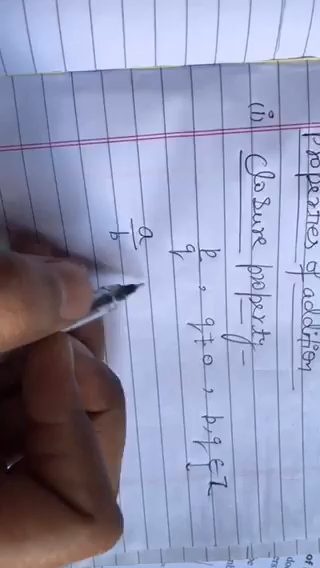 Properties of addition
(i) Closure property -
p/q , q ≠ 0 , p, q ∈ Z
a/b